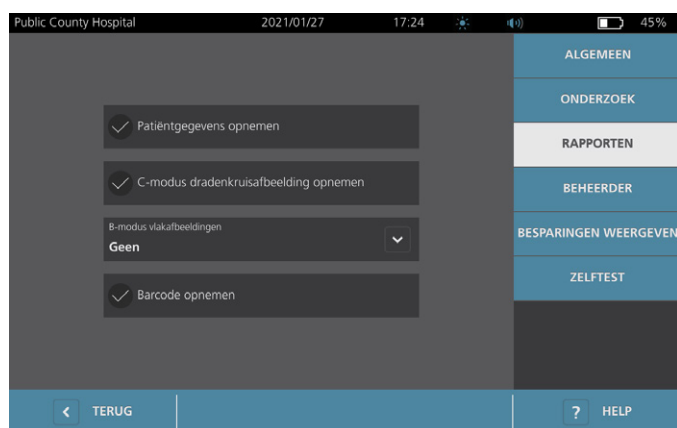 Public County Hospital 2021/01/27 17:24 45%
ALGEMEEN
ONDERZOEK
Patiëntgegevens opnemen
RAPPORTEN
C-modus dradenkruisafbeelding opnemen
BEHEERDER
B-modus vlakafbeeldingen
Geen
BESPARINGEN WEERGEVEN
ZELFTEST
Barcode opnemen
TERUG
? HELP